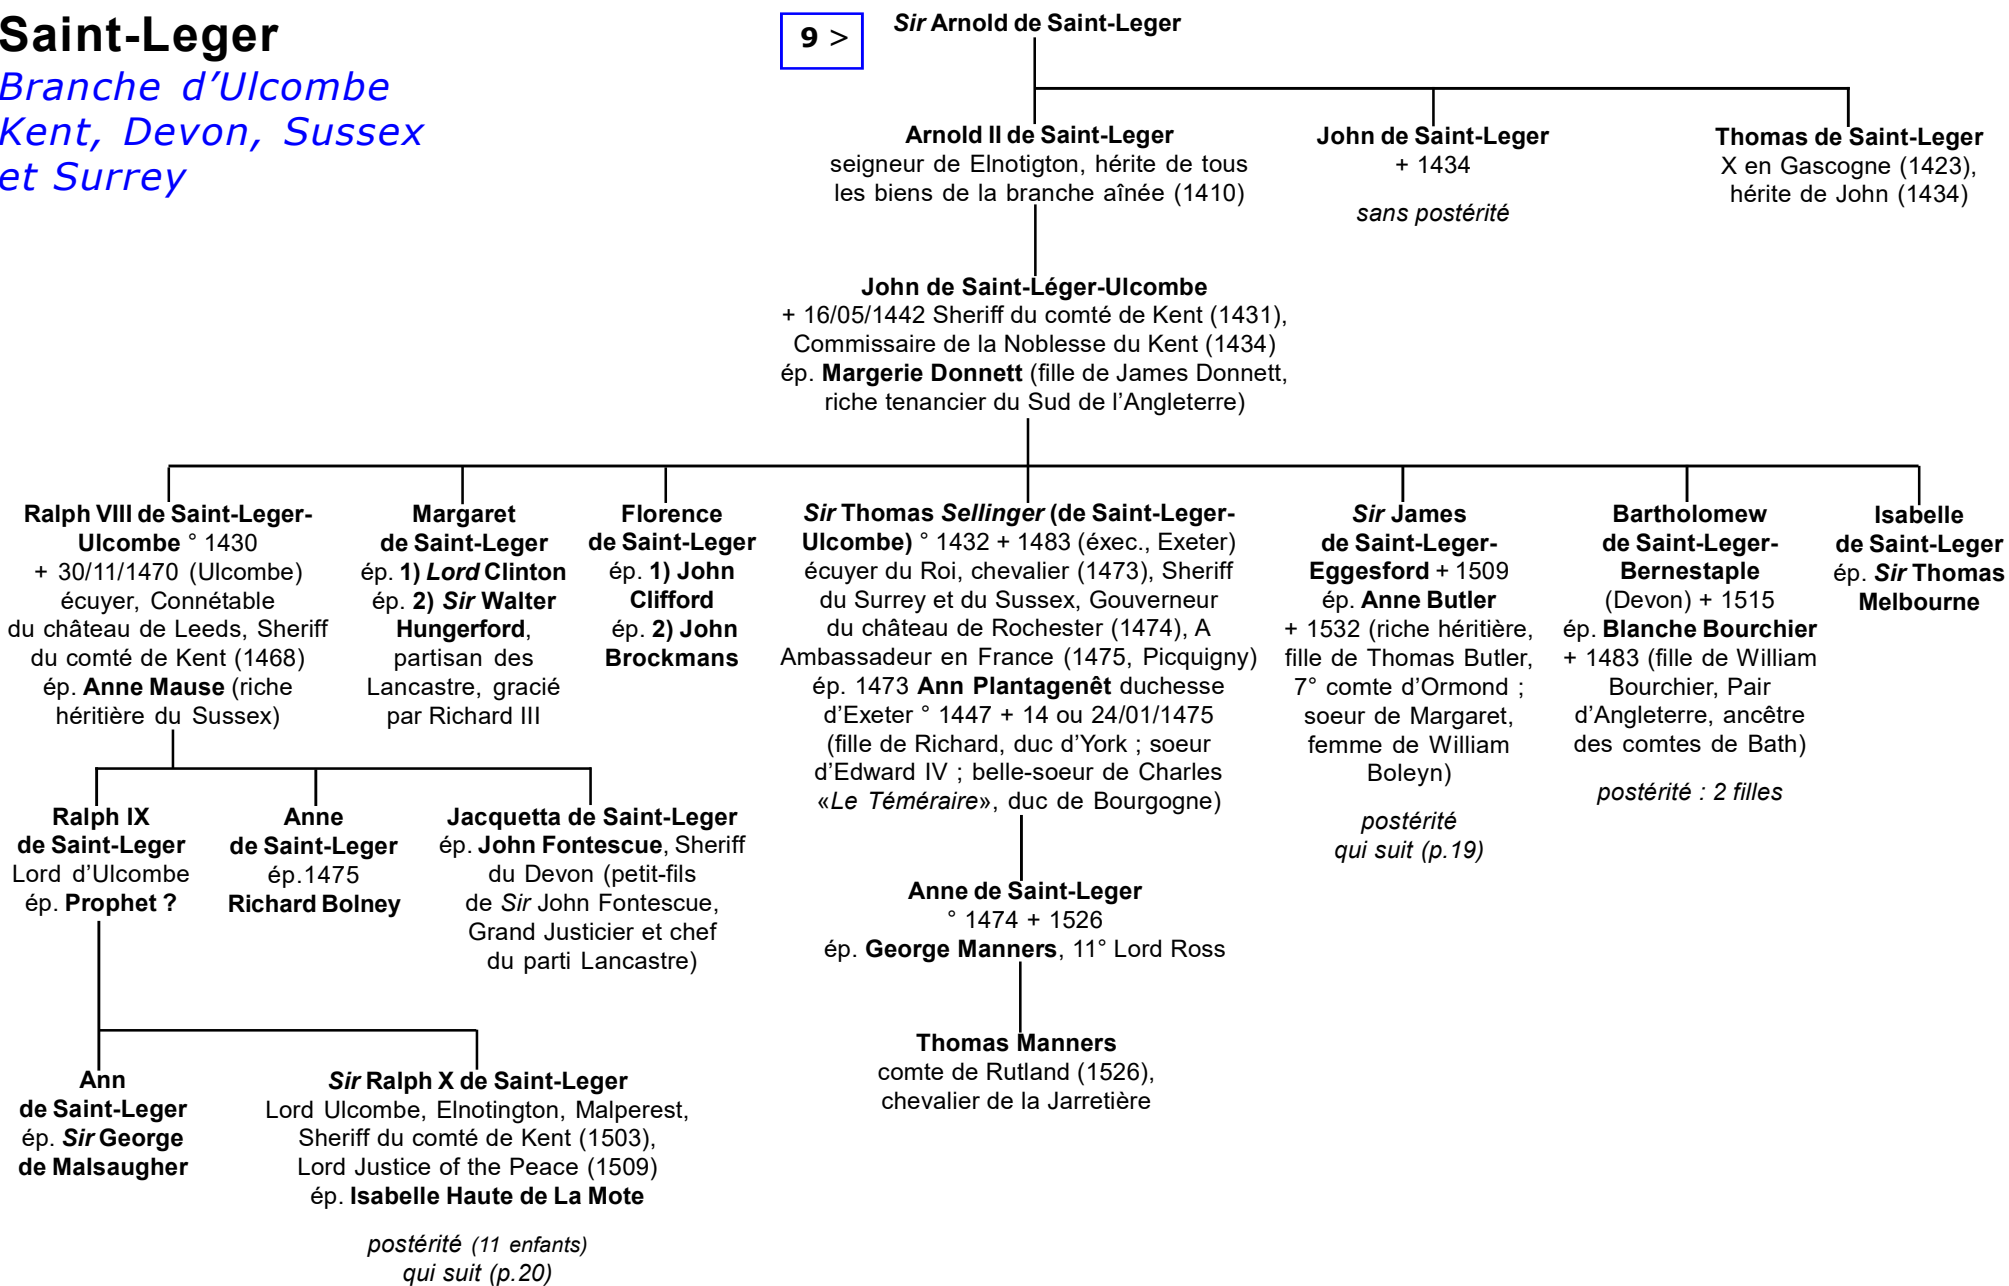 Saint-Leger
Branche d’Ulcombe
Kent, Devon, Sussex
et Surrey
9 >
Sir Arnold de Saint-Leger
Arnold II de Saint-Leger
seigneur de Elnotigton, hérite de tous
les biens de la branche aînée (1410)
John de Saint-Leger
+ 1434
sans postérité
Thomas de Saint-Leger
X en Gascogne (1423),
hérite de John (1434)
John de Saint-Léger-Ulcombe
+ 16/05/1442 Sheriff du comté de Kent (1431),
Commissaire de la Noblesse du Kent (1434)
ép. Margerie Donnett (fille de James Donnett,
riche tenancier du Sud de l’Angleterre)
Ralph VIII de Saint-Leger-
Ulcombe ° 1430
+ 30/11/1470 (Ulcombe)
écuyer, Connétable
du château de Leeds, Sheriff
du comté de Kent (1468)
ép. Anne Mause (riche
héritière du Sussex)
Margaret
de Saint-Leger
ép. 1) Lord Clinton
ép. 2) Sir Walter
Hungerford,
partisan des
Lancastre, gracié
par Richard III
Florence
de Saint-Leger
ép. 1) John
Clifford
ép. 2) John
Brockmans
Sir Thomas Sellinger (de Saint-Leger-
Ulcombe) ° 1432 + 1483 (éxec., Exeter)
écuyer du Roi, chevalier (1473), Sheriff
du Surrey et du Sussex, Gouverneur
du château de Rochester (1474), A
Ambassadeur en France (1475, Picquigny)
ép. 1473 Ann Plantagenêt duchesse
d’Exeter ° 1447 + 14 ou 24/01/1475
(fille de Richard, duc d’York ; soeur
d’Edward IV ; belle-soeur de Charles
«Le Téméraire», duc de Bourgogne)
Sir James
de Saint-Leger-
Eggesford + 1509
ép. Anne Butler
+ 1532 (riche héritière,
fille de Thomas Butler,
7° comte d’Ormond ;
soeur de Margaret,
femme de William
Boleyn)
postérité
qui suit (p.19)
Bartholomew
de Saint-Leger-
Bernestaple
(Devon) + 1515
ép. Blanche Bourchier
+ 1483 (fille de William
Bourchier, Pair
d’Angleterre, ancêtre
des comtes de Bath)
postérité : 2 filles
Isabelle
de Saint-Leger
ép. Sir Thomas
Melbourne
Ralph IX
de Saint-Leger
Lord d’Ulcombe
ép. Prophet ?
Anne
de Saint-Leger
ép.1475
Richard Bolney
Jacquetta de Saint-Leger
ép. John Fontescue, Sheriff
du Devon (petit-fils
de Sir John Fontescue,
Grand Justicier et chef
du parti Lancastre)
Anne de Saint-Leger
° 1474 + 1526
ép. George Manners, 11° Lord Ross
Thomas Manners
comte de Rutland (1526),
chevalier de la Jarretière
Ann
de Saint-Leger
ép. Sir George
de Malsaugher
Sir Ralph X de Saint-Leger
Lord Ulcombe, Elnotington, Malperest,
Sheriff du comté de Kent (1503),
Lord Justice of the Peace (1509)
ép. Isabelle Haute de La Mote
postérité (11 enfants)
qui suit (p.20)